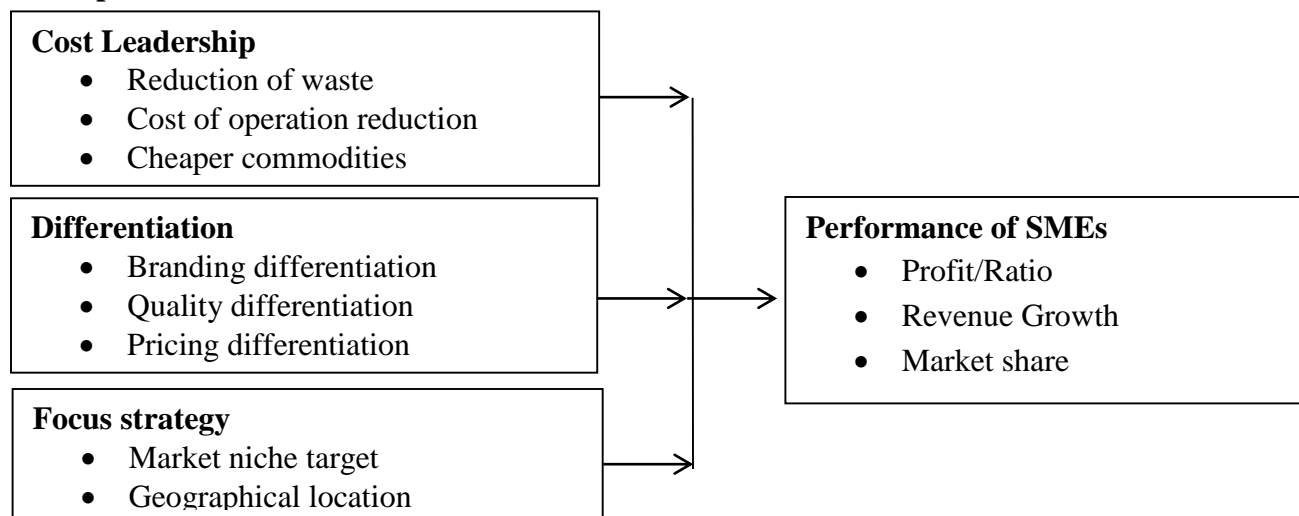 Cost Leadership
• Reduction of waste
• Cost of operation reduction
• Cheaper commodities
Differentiation
• Branding differentiation
• Quality differentiation
• Pricing differentiation
Performance of SMEs
• Profit/Ratio
• Revenue Growth
• Market share
Focus strategy
• Market niche target
• Geographical location